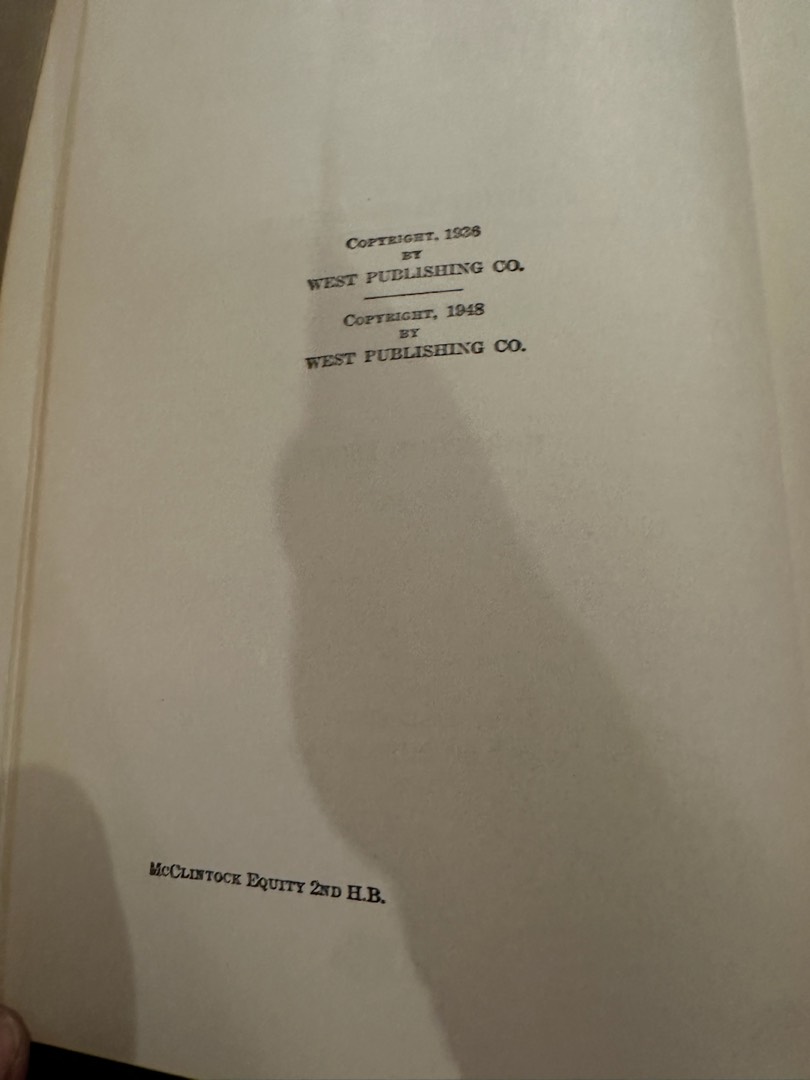 COPYRIGHT, 1936
BY
WEST PUBLISHING CO.
COPYRIGHT, 1948
BY
WEST PUBLISHING CO.
MCCLINTOCK EQUITY 2ND H.B.